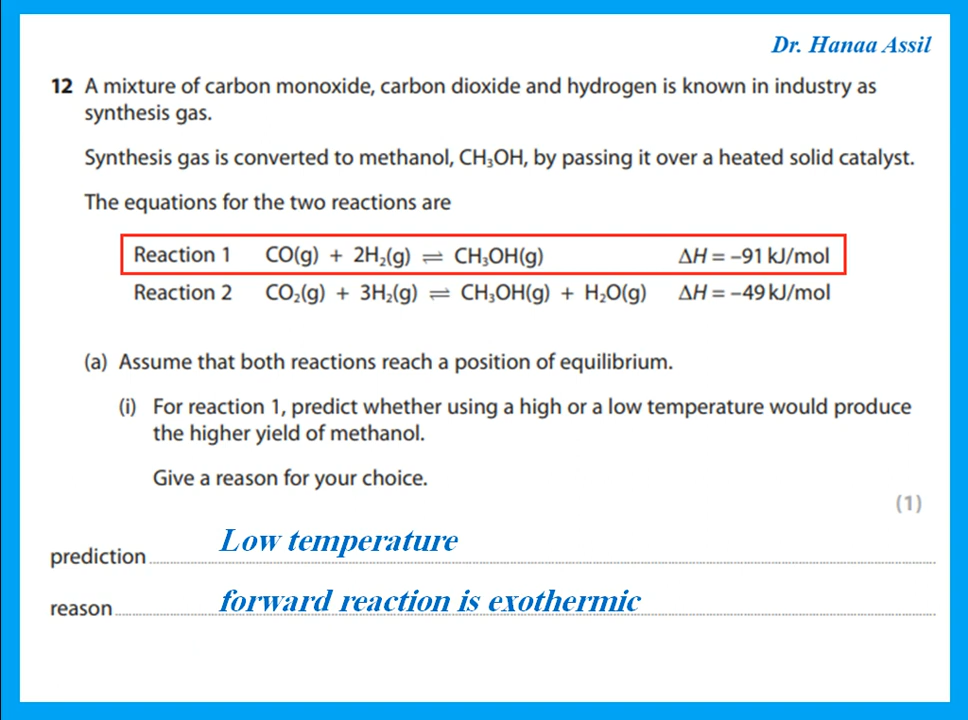 Dr. Hanaa Assil
12 A mixture of carbon monoxide, carbon dioxide and hydrogen is known in industry as
synthesis gas.
Synthesis gas is converted to methanol, CH₃OH, by passing it over a heated solid catalyst.
The equations for the two reactions are
Reaction 1 CO(g) + 2H₂(g) ⇌ CH₃OH(g) ΔH = –91 kJ/mol
Reaction 2 CO₂(g) + 3H₂(g) ⇌ CH₃OH(g) + H₂O(g) ΔH = –49 kJ/mol
(a) Assume that both reactions reach a position of equilibrium.
(i) For reaction 1, predict whether using a high or a low temperature would produce
the higher yield of methanol.
Give a reason for your choice.
(1)
prediction Low temperature
reason forward reaction is exothermic